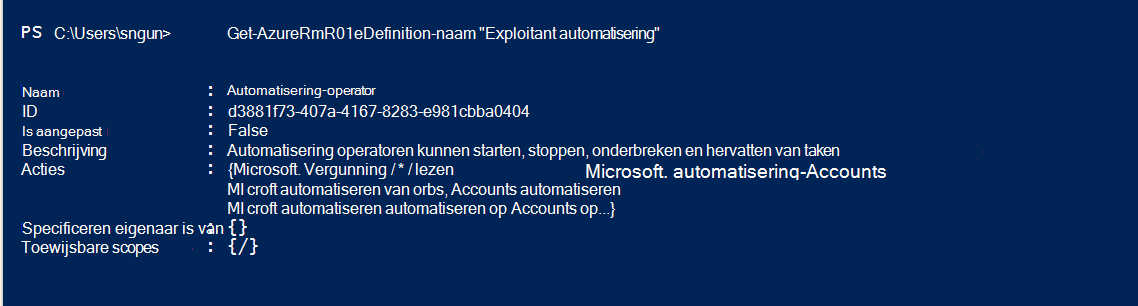 PS C:\Users\sngun> Get-AzureRmR01eDefinition-naam "Exploitant automatisering"
Naam : Automatisering-operator
ID : d3881f73-407a-4167-8283-e981cbba0404
Is aangepast : False
Beschrijving : Automatisering operatoren kunnen starten, stoppen, onderbreken en hervatten van taken
Acties : {Microsoft. Vergunning / * / lezen Microsoft. automatisering-Accounts
MI croft automatiseren van orbs, Accounts automatiseren
MI croft automatiseren automatiseren op Accounts op...}
Specificeren eigenaar is van : {}
Toewijsbare scopes : {/}